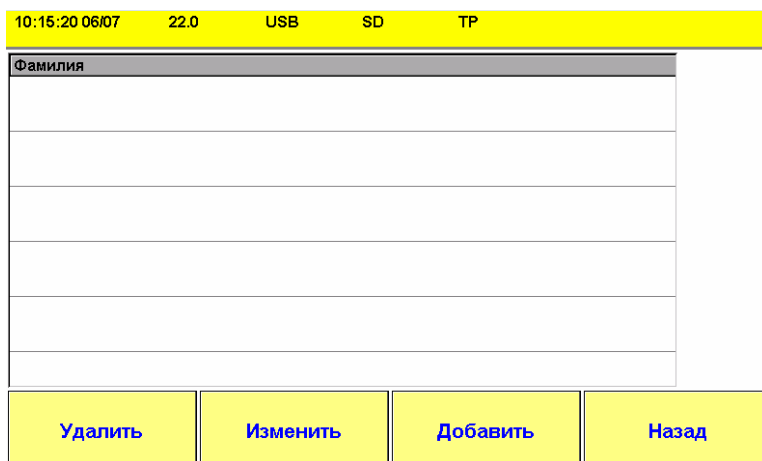 10:15:20 06/07 22.0 USB SD TP
Фамилия
Удалить Изменить Добавить Назад